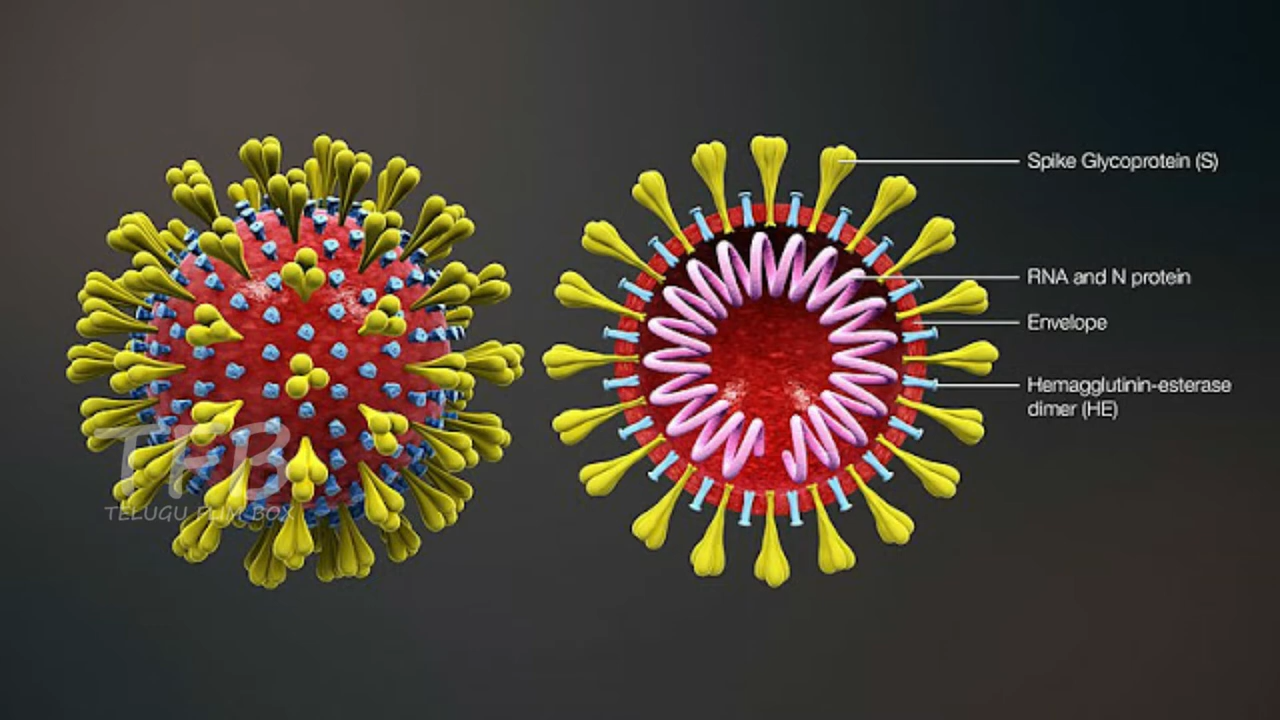 Spike Glycoprotein (S)
RNA and N protein
Envelope
Hemagglutinin-esterase
dimer (HE)
TFB
TELUGU FILM BOX